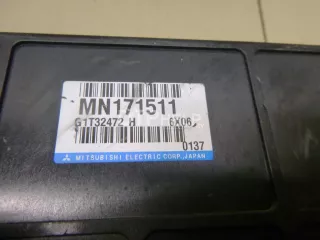 MN171511
G1T32472 H 6X06
0137
MITSUBISHI ELECTRIC CORP., JAPAN